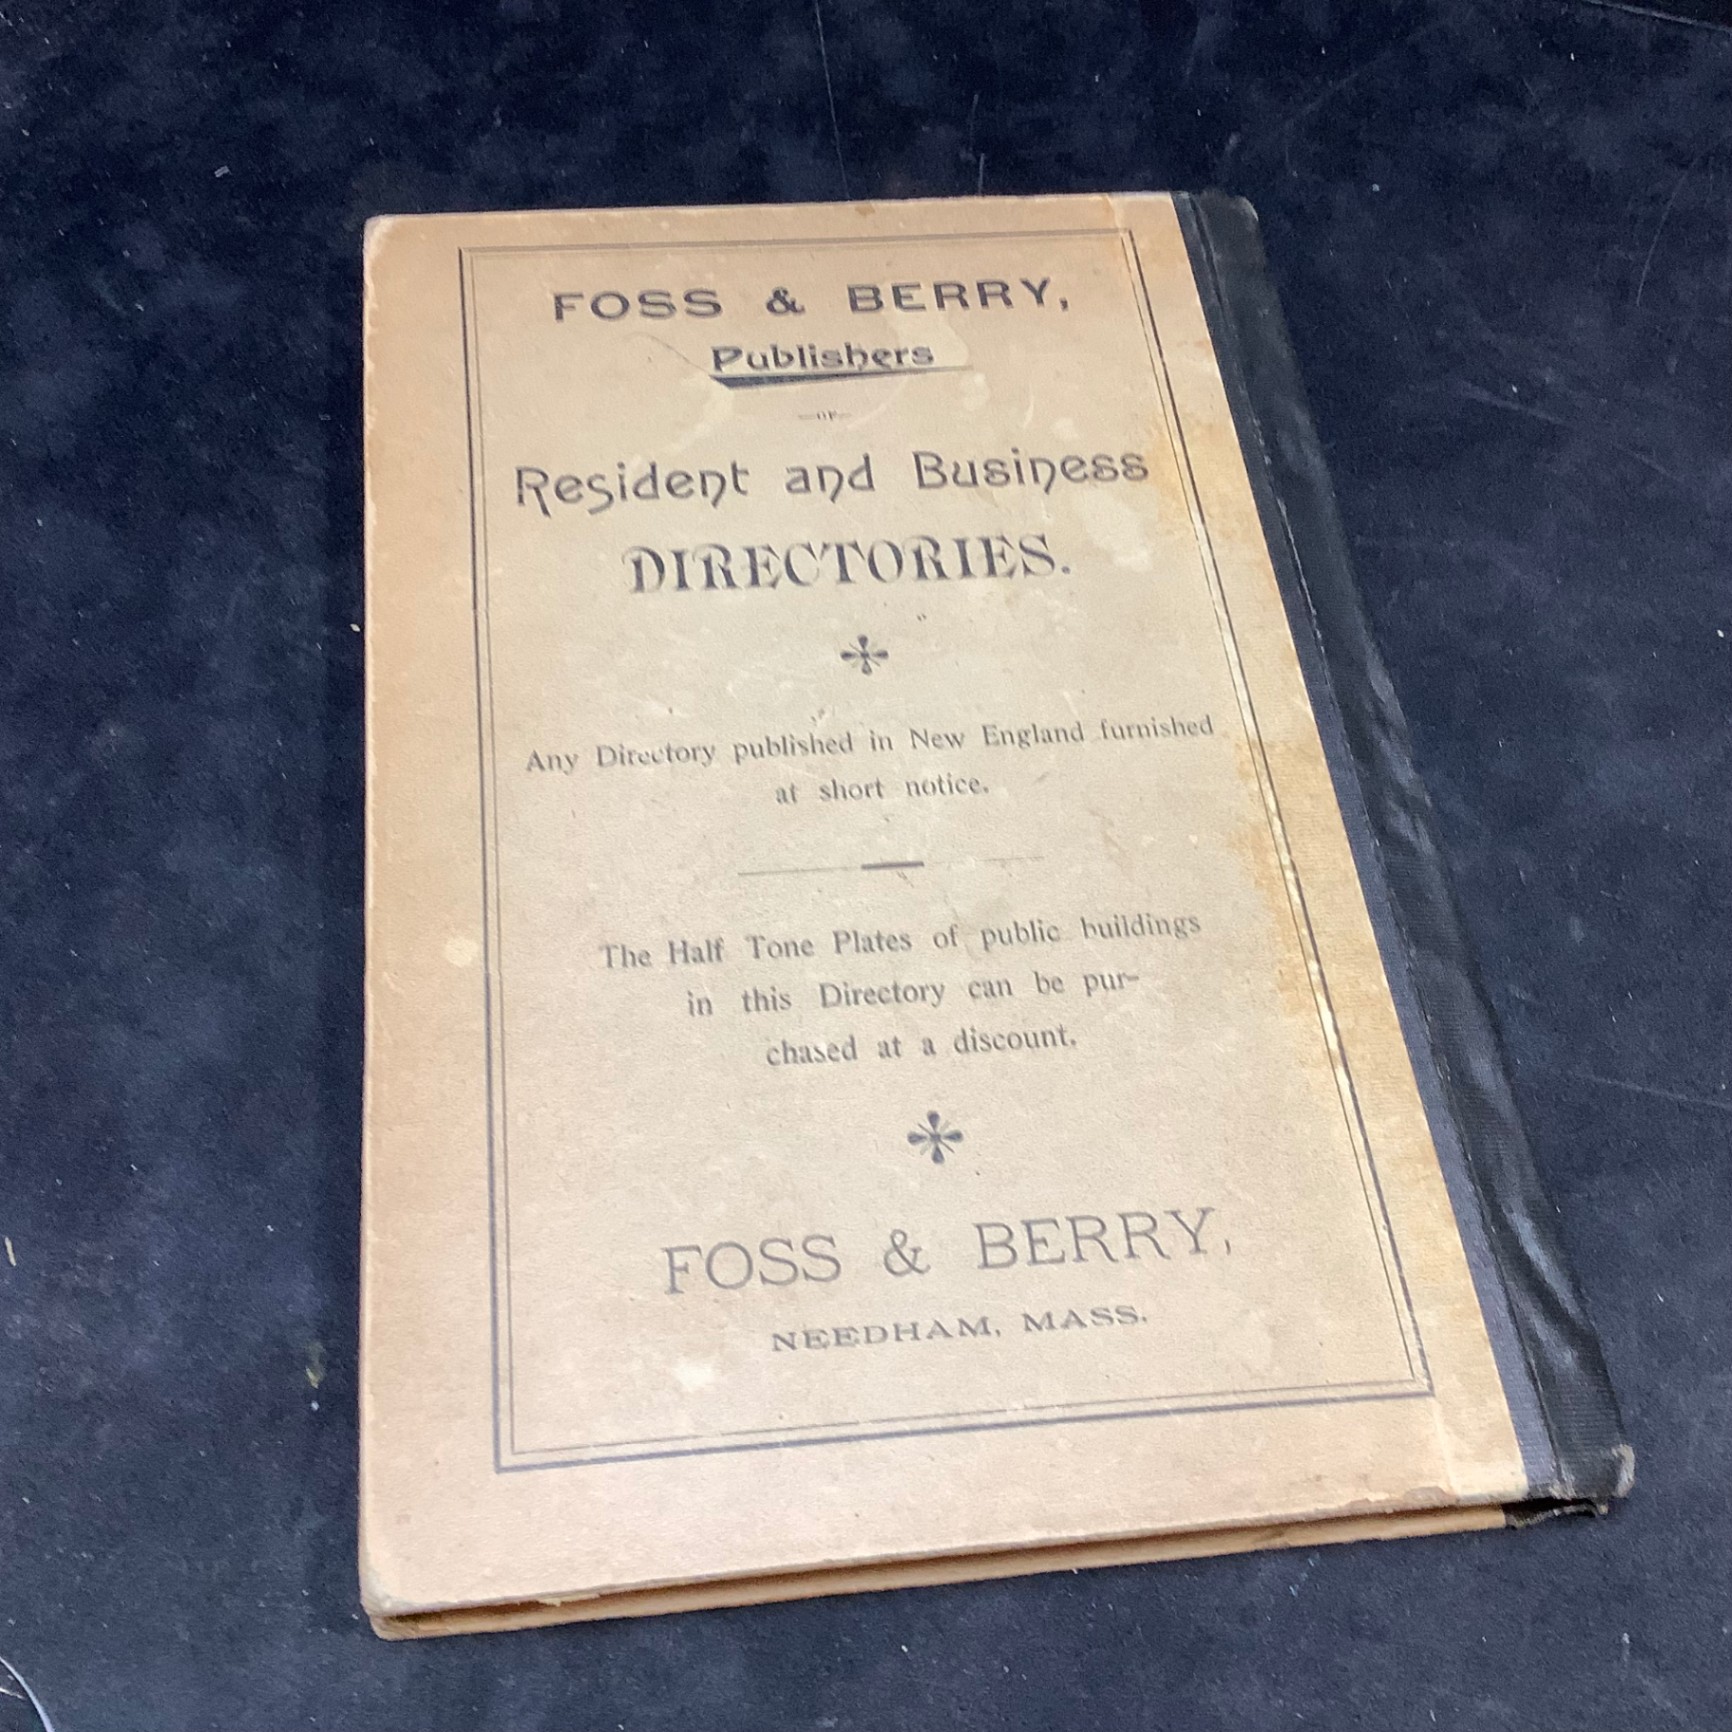 FOSS & BERRY,
Publishers
—OF—
Resident and Business
DIRECTORIES.
Any Directory published in New England furnished
at short notice.
The Half Tone Plates of public buildings
in this Directory can be pur-
chased at a discount.
FOSS & BERRY,
NEEDHAM, MASS.